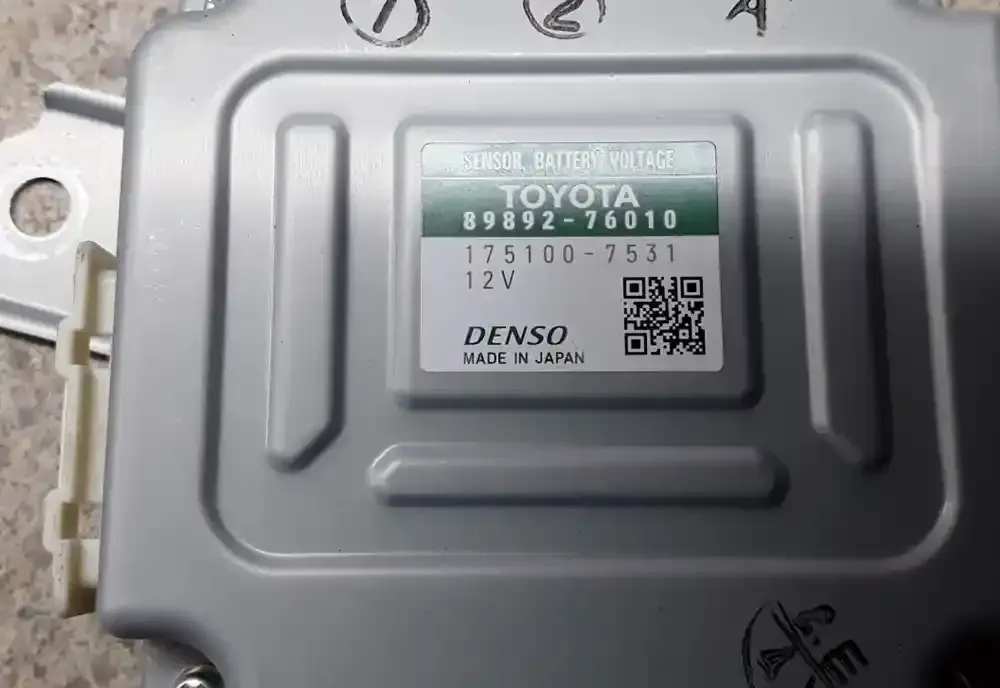 1 2 A
SENSOR, BATTERY VOLTAGE
TOYOTA
89892-76010
175100-7531
12V
DENSO
MADE IN JAPAN